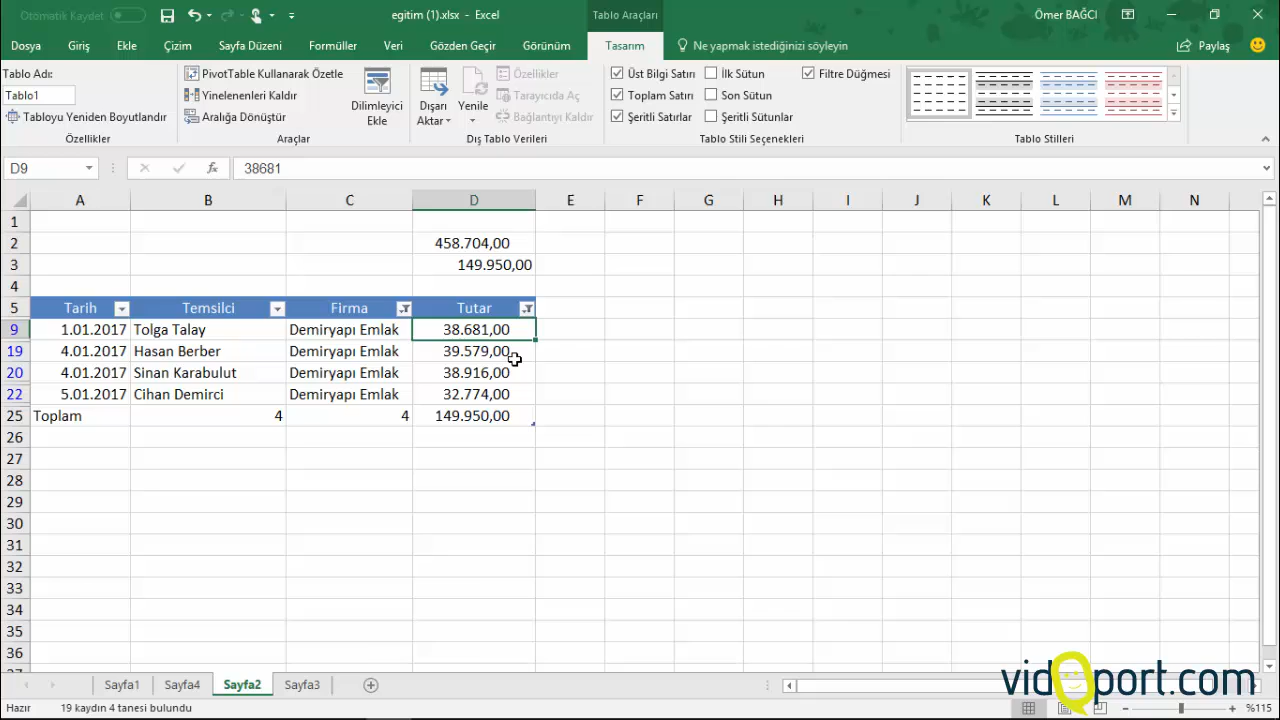 Otomatik Kaydet
egitim (1).xlsx - Excel
Tablo Araçları
Ömer BAĞCI
Dosya Giriş Ekle Çizim Sayfa Düzeni Formüller Veri Gözden Geçir Görünüm Tasarım Ne yapmak istediğinizi söyleyin Paylaş
Tablo Adı:
Tablo1
Tabloyu Yeniden Boyutlandır
Özellikler
PivotTable Kullanarak Özetle
Yinelenenleri Kaldır
Aralığa Dönüştür
Dilimleyici
Ekle
Araçlar
Dışarı
Aktar
Yenile
Özellikler
Tarayıcıda Aç
Bağlantıyı Kaldır
Dış Tablo Verileri
Üst Bilgi Satırı İlk Sütun Filtre Düğmesi
Toplam Satırı Son Sütun
Şeritli Satırlar Şeritli Sütunlar
Tablo Stili Seçenekleri
Tablo Stilleri
D9 fx 38681
A B C D E F G H I J K L M N
1
2 458.704,00
3 149.950,00
4
5 Tarih Temsilci Firma Tutar
9 1.01.2017 Tolga Talay Demiryapı Emlak 38.681,00
19 4.01.2017 Hasan Berber Demiryapı Emlak 39.579,00
20 4.01.2017 Sinan Karabulut Demiryapı Emlak 38.916,00
22 5.01.2017 Cihan Demirci Demiryapı Emlak 32.774,00
25 Toplam 4 4 149.950,00
26
27
28
29
30
31
32
33
34
35
36
Sayfa1 Sayfa4 Sayfa2 Sayfa3
vidoport.com
Hazır 19 kaydın 4 tanesi bulundu
%115